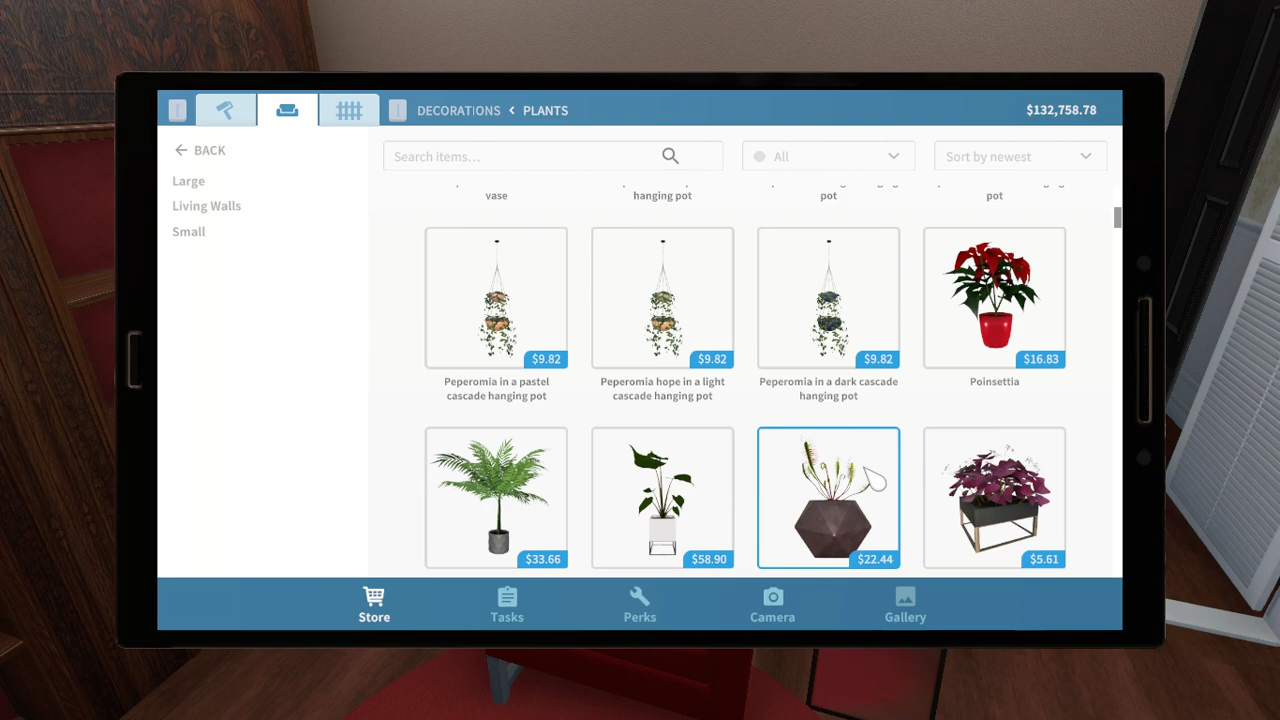 DECORATIONS < PLANTS
$132,758.78
BACK
Search items...
All
Sort by newest
Large
Living Walls
Small
vase
hanging pot
pot
pot
$9.82
$9.82
$9.82
$16.83
Peperomia in a pastel
cascade hanging pot
Peperomia hope in a light
cascade hanging pot
Peperomia in a dark cascade
hanging pot
Poinsettia
$33.66
$58.90
$22.44
$5.61
Store
Tasks
Perks
Camera
Gallery